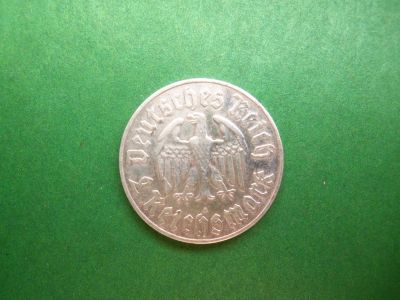 Deutsches Reich
2 Reichsmark